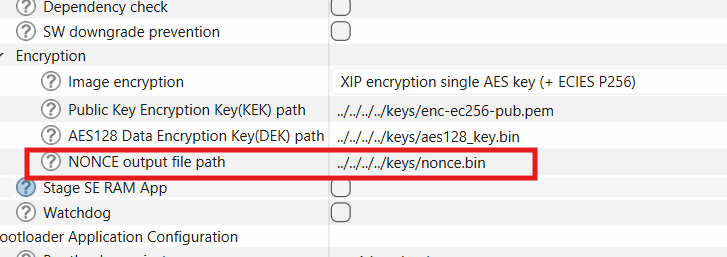 Dependency check
SW downgrade prevention
Encryption
Image encryption XIP encryption single AES key (+ ECIES P256)
Public Key Encryption Key(KEK) path ../../../../keys/enc-ec256-pub.pem
AES128 Data Encryption Key(DEK) path ../../../../keys/aes128_key.bin
NONCE output file path ../../../../keys/nonce.bin
Stage SE RAM App
Watchdog
ootloader Application Configuration